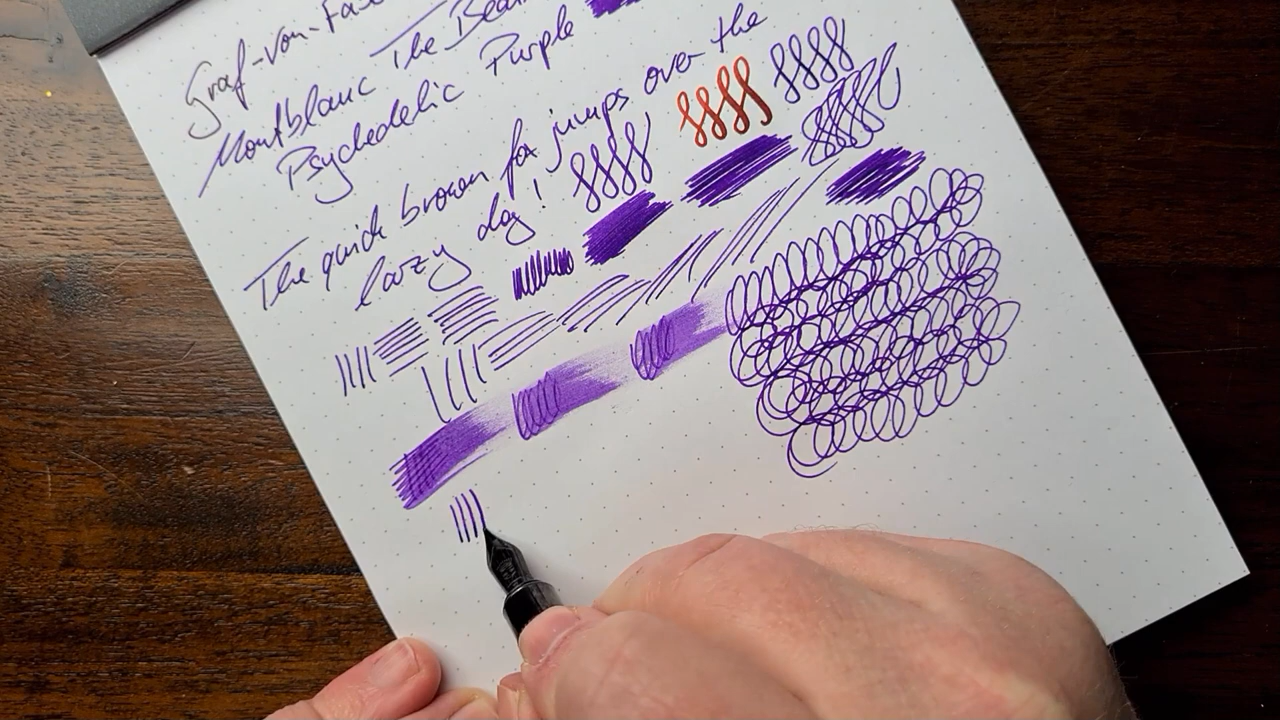 Graf-von-Fa
Montblanc The Bea
Psychedelic Purple
The quick brown fox jumps over the
lazy dog!